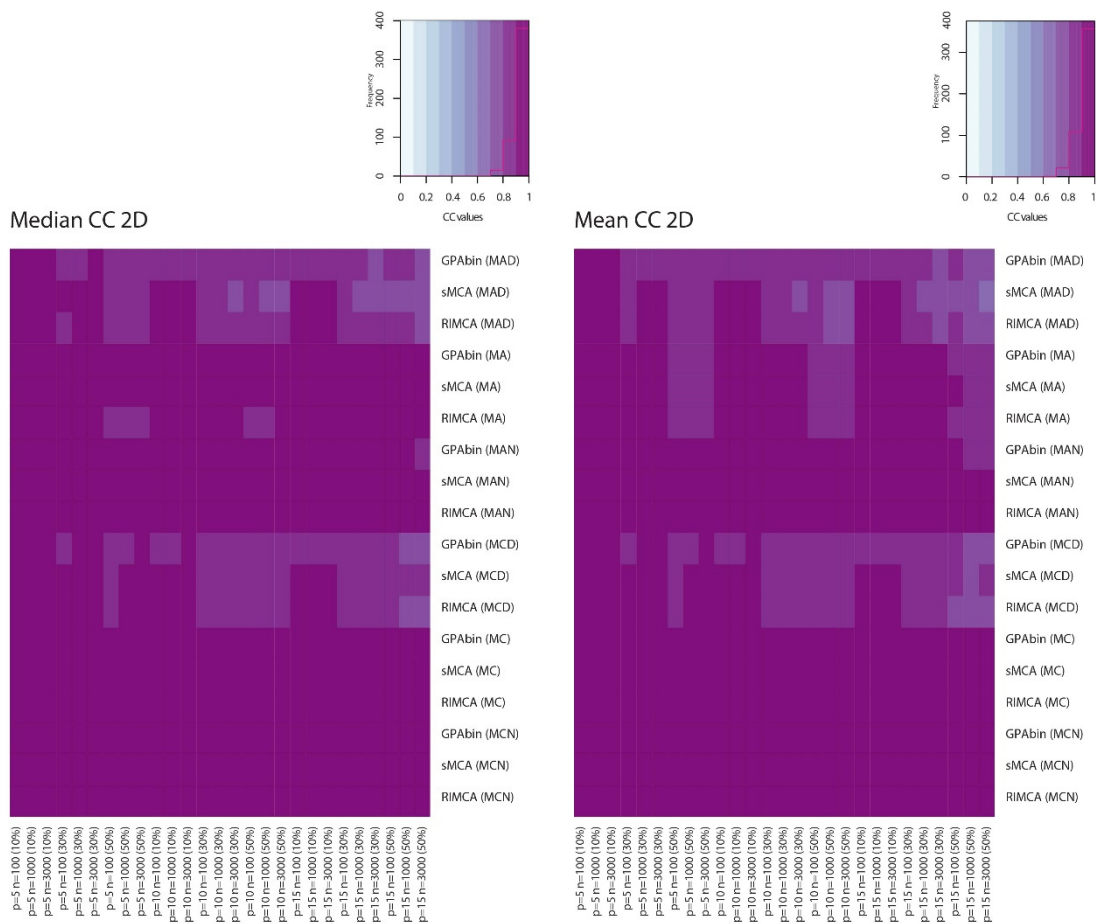 400
300
200
100
0
Frequency
0 0.2 0.4 0.6 0.8 1
CC values
400
300
200
100
0
Frequency
0 0.2 0.4 0.6 0.8 1
CC values
Median CC 2D
Mean CC 2D
GPAbin (MAD)
sMCA (MAD)
RIMCA (MAD)
GPAbin (MA)
sMCA (MA)
RIMCA (MA)
GPAbin (MAN)
sMCA (MAN)
RIMCA (MAN)
GPAbin (MCD)
sMCA (MCD)
RIMCA (MCD)
GPAbin (MC)
sMCA (MC)
RIMCA (MC)
GPAbin (MCN)
sMCA (MCN)
RIMCA (MCN)
GPAbin (MAD)
sMCA (MAD)
RIMCA (MAD)
GPAbin (MA)
sMCA (MA)
RIMCA (MA)
GPAbin (MAN)
sMCA (MAN)
RIMCA (MAN)
GPAbin (MCD)
sMCA (MCD)
RIMCA (MCD)
GPAbin (MC)
sMCA (MC)
RIMCA (MC)
GPAbin (MCN)
sMCA (MCN)
RIMCA (MCN)
p=5 n=100 (10%)
p=5 n=1000 (10%)
p=5 n=3000 (10%)
p=5 n=100 (30%)
p=5 n=1000 (30%)
p=5 n=3000 (30%)
p=5 n=100 (50%)
p=5 n=1000 (50%)
p=5 n=3000 (50%)
p=10 n=100 (10%)
p=10 n=1000 (10%)
p=10 n=3000 (10%)
p=10 n=100 (30%)
p=10 n=1000 (30%)
p=10 n=3000 (30%)
p=10 n=100 (50%)
p=10 n=1000 (50%)
p=10 n=3000 (50%)
p=15 n=100 (10%)
p=15 n=1000 (10%)
p=15 n=3000 (10%)
p=15 n=100 (30%)
p=15 n=1000 (30%)
p=15 n=3000 (30%)
p=15 n=100 (50%)
p=15 n=1000 (50%)
p=15 n=3000 (50%)
p=5 n=100 (10%)
p=5 n=1000 (10%)
p=5 n=3000 (10%)
p=5 n=100 (30%)
p=5 n=1000 (30%)
p=5 n=3000 (30%)
p=5 n=100 (50%)
p=5 n=1000 (50%)
p=5 n=3000 (50%)
p=10 n=100 (10%)
p=10 n=1000 (10%)
p=10 n=3000 (10%)
p=10 n=100 (30%)
p=10 n=1000 (30%)
p=10 n=3000 (30%)
p=10 n=100 (50%)
p=10 n=1000 (50%)
p=10 n=3000 (50%)
p=15 n=100 (10%)
p=15 n=1000 (10%)
p=15 n=3000 (10%)
p=15 n=100 (30%)
p=15 n=1000 (30%)
p=15 n=3000 (30%)
p=15 n=100 (50%)
p=15 n=1000 (50%)
p=15 n=3000 (50%)